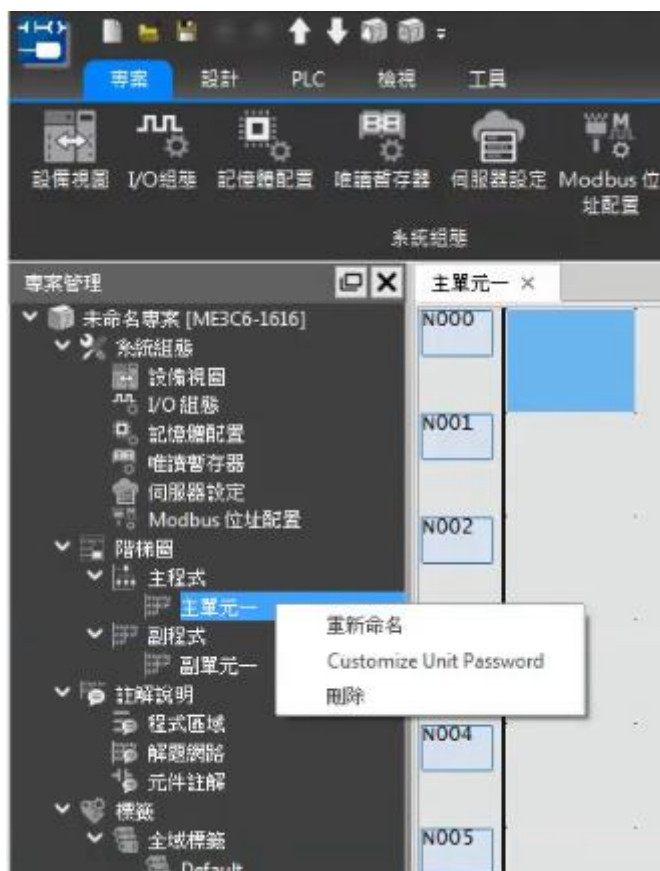 專案 設計 PLC 檢視 工具
設備視圖 I/O組態 記憶體配置 唯讀暫存器 伺服器設定 Modbus 位
址配置
系統組態
專案管理
主單元一
未命名專案 [ME3C6-1616]
系統組態
設備視圖
I/O 組態
記憶體配置
唯讀暫存器
伺服器設定
Modbus 位址配置
階梯圖
主程式
主單元一
副程式
副單元一
註解說明
程式區域
解題網路
元件註解
標籤
全域標籤
Default
N000
N001
N002
重新命名
Customize Unit Password
刪除
N004
N005